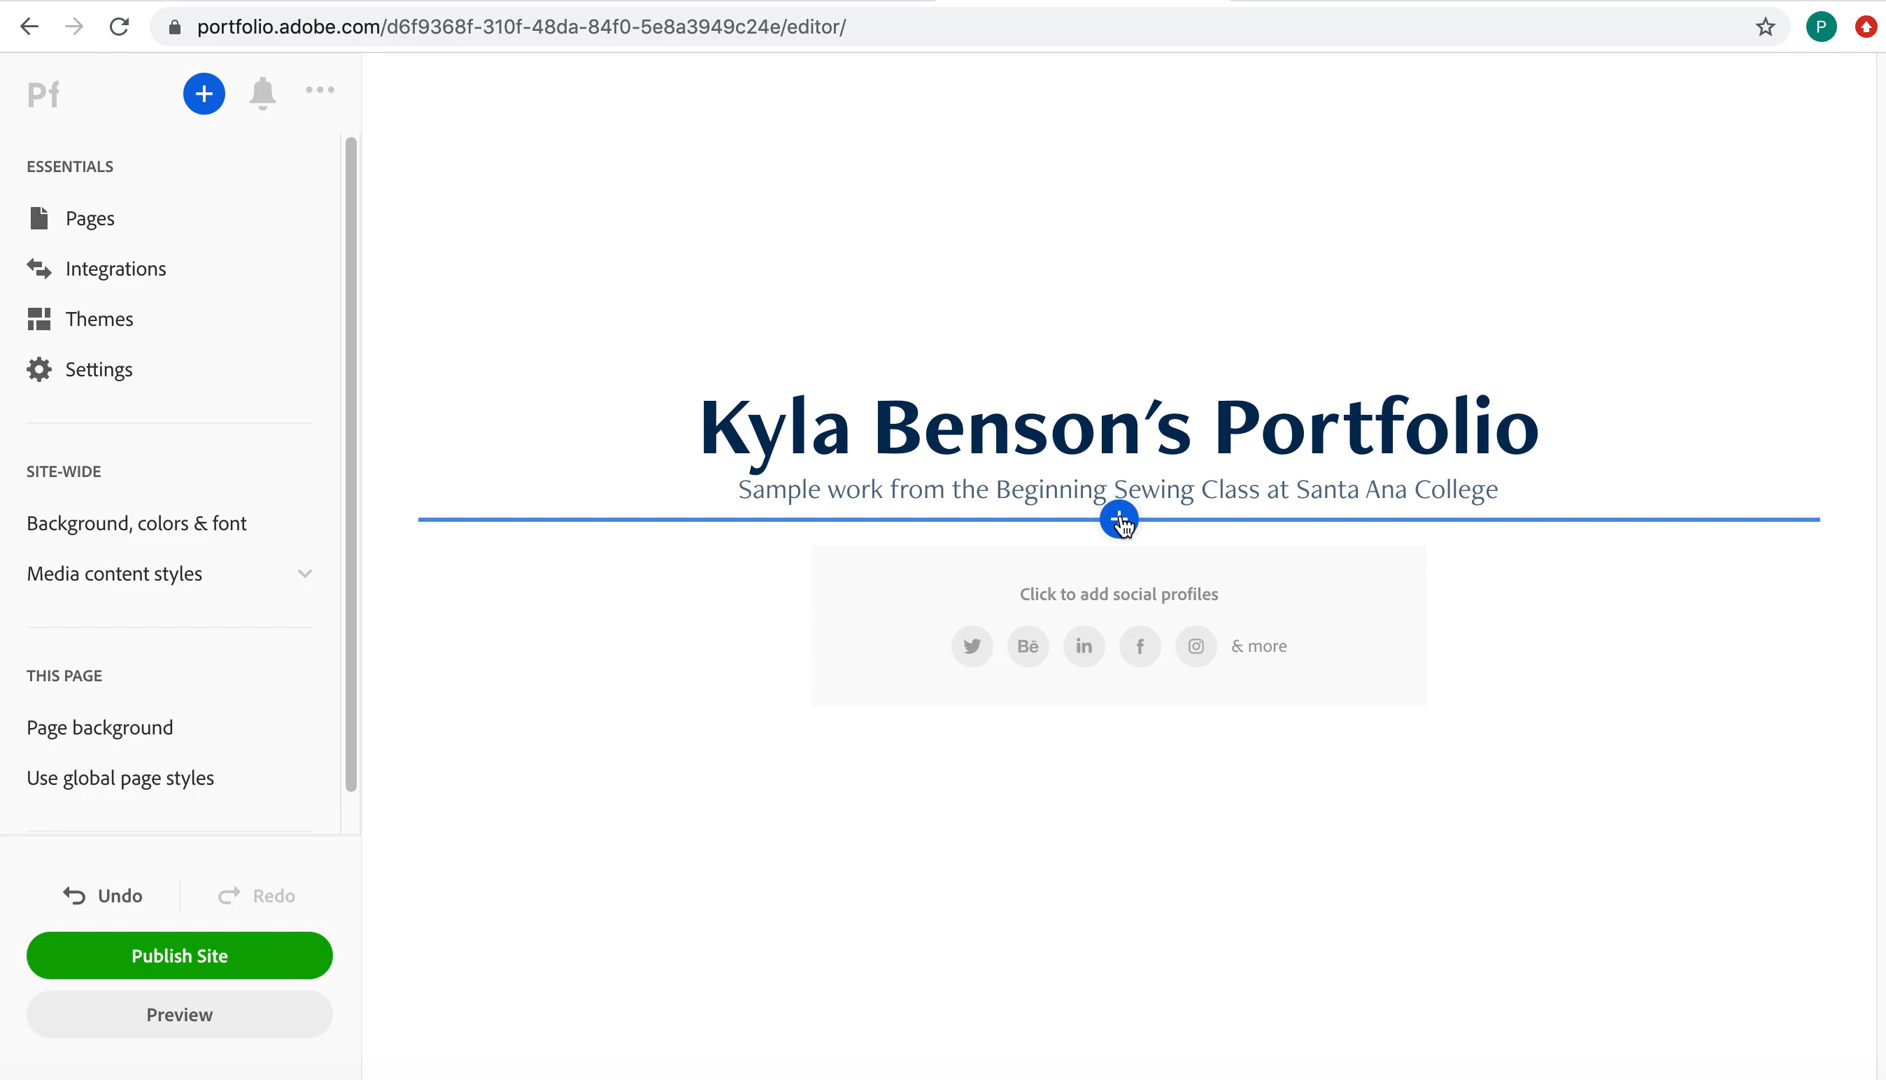 portfolio.adobe.com/d6f9368f-310f-48da-84f0-5e8a3949c24e/editor/
P
Pf
ESSENTIALS
Pages
Integrations
Themes
Settings
SITE-WIDE
Background, colors & font
Media content styles
THIS PAGE
Page background
Use global page styles
Undo
Redo
Publish Site
Preview
Kyla Benson's Portfolio
Sample work from the Beginning Sewing Class at Santa Ana College
Click to add social profiles
Bē in f & more